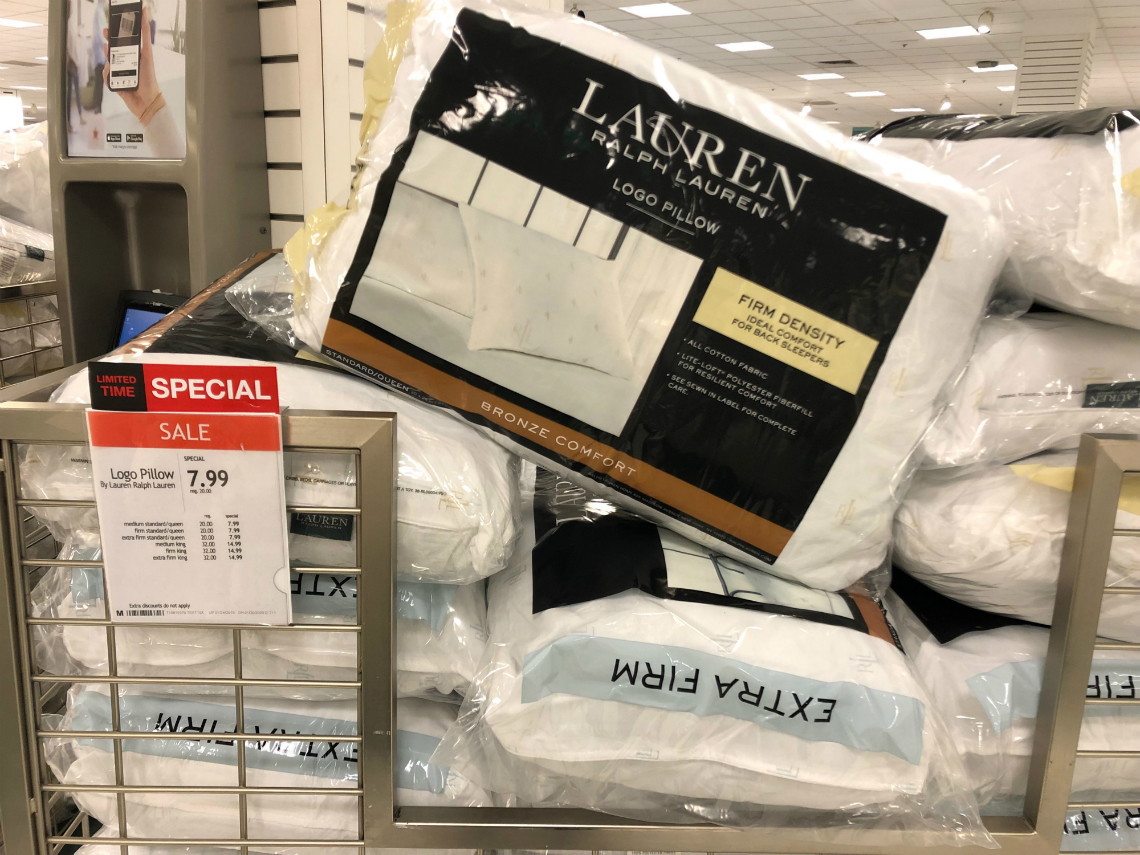 LAUREN
RALPH LAUREN
LOGO PILLOW
FIRM DENSITY
IDEAL COMFORT
FOR BACK SLEEPERS
• ALL COTTON FABRIC
• LITE-LOFT® POLYESTER FIBERFILL
FOR RESILIENT COMFORT
• SEE SEWN IN LABEL FOR COMPLETE
CARE.
STANDARD/QUEEN
BRONZE COMFORT
LIMITED
TIME
SPECIAL
SALE
SPECIAL
Logo Pillow 7.99
By Lauren Ralph Lauren reg. 20.00
reg special
medium standard/queen 20.00 7.99
firm standard/queen 20.00 7.99
extra firm standard/queen 20.00 7.99
medium king 32.00 14.99
firm king 32.00 14.99
extra firm king 32.00 14.99
Extra discounts do not apply
M
LAUREN
LAUREN
EXTRA FIRM
EXTRA FIRM